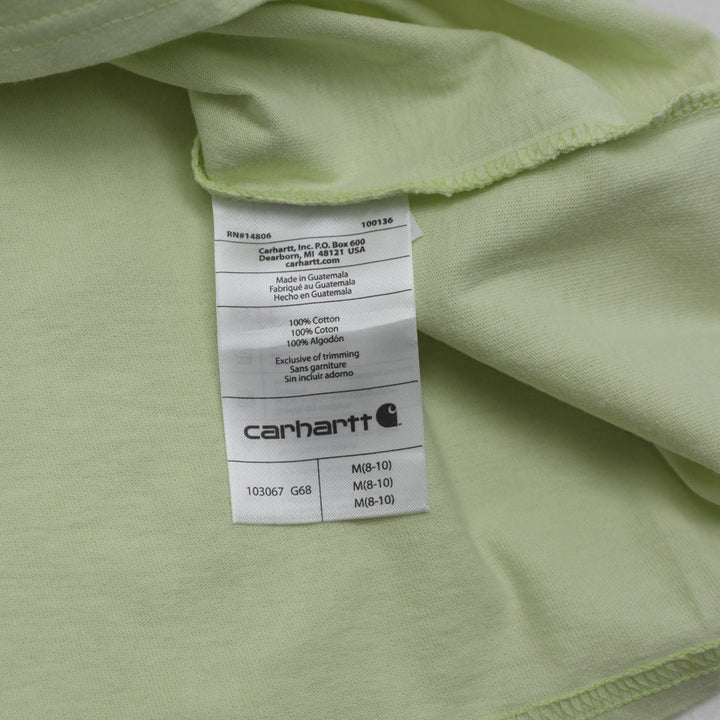 RN#14806 100136
Carhartt, Inc. P.O. Box 600
Dearborn, MI 48121 USA
carhartt.com
Made in Guatemala
Fabriqué au Guatemala
Hecho en Guatemala
100% Cotton
100% Coton
100% Algodón
Exclusive of trimming
Sans garniture
Sin incluir adorno
carhartt
103067 G68
M(8-10)
M(8-10)
M(8-10)